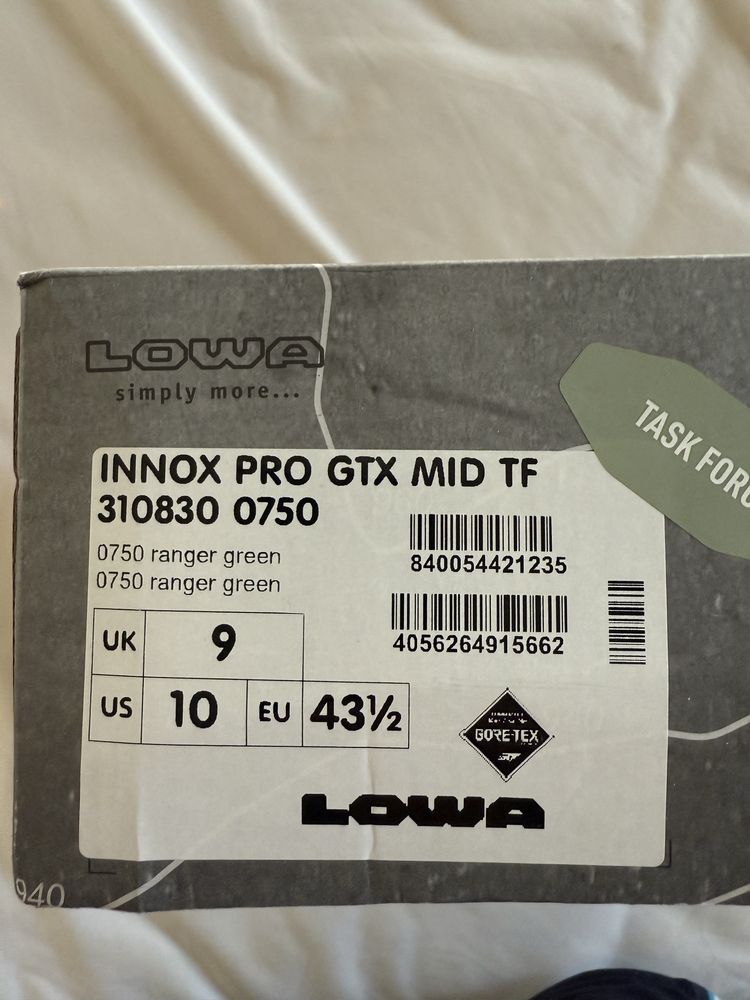 LOWA
simply more...
TASK
INNOX PRO GTX MID TF
310830 0750
0750 ranger green
0750 ranger green
840054421235
4056264915662
UK 9
US 10 EU 43½
GORE-TEX
LOWA
940